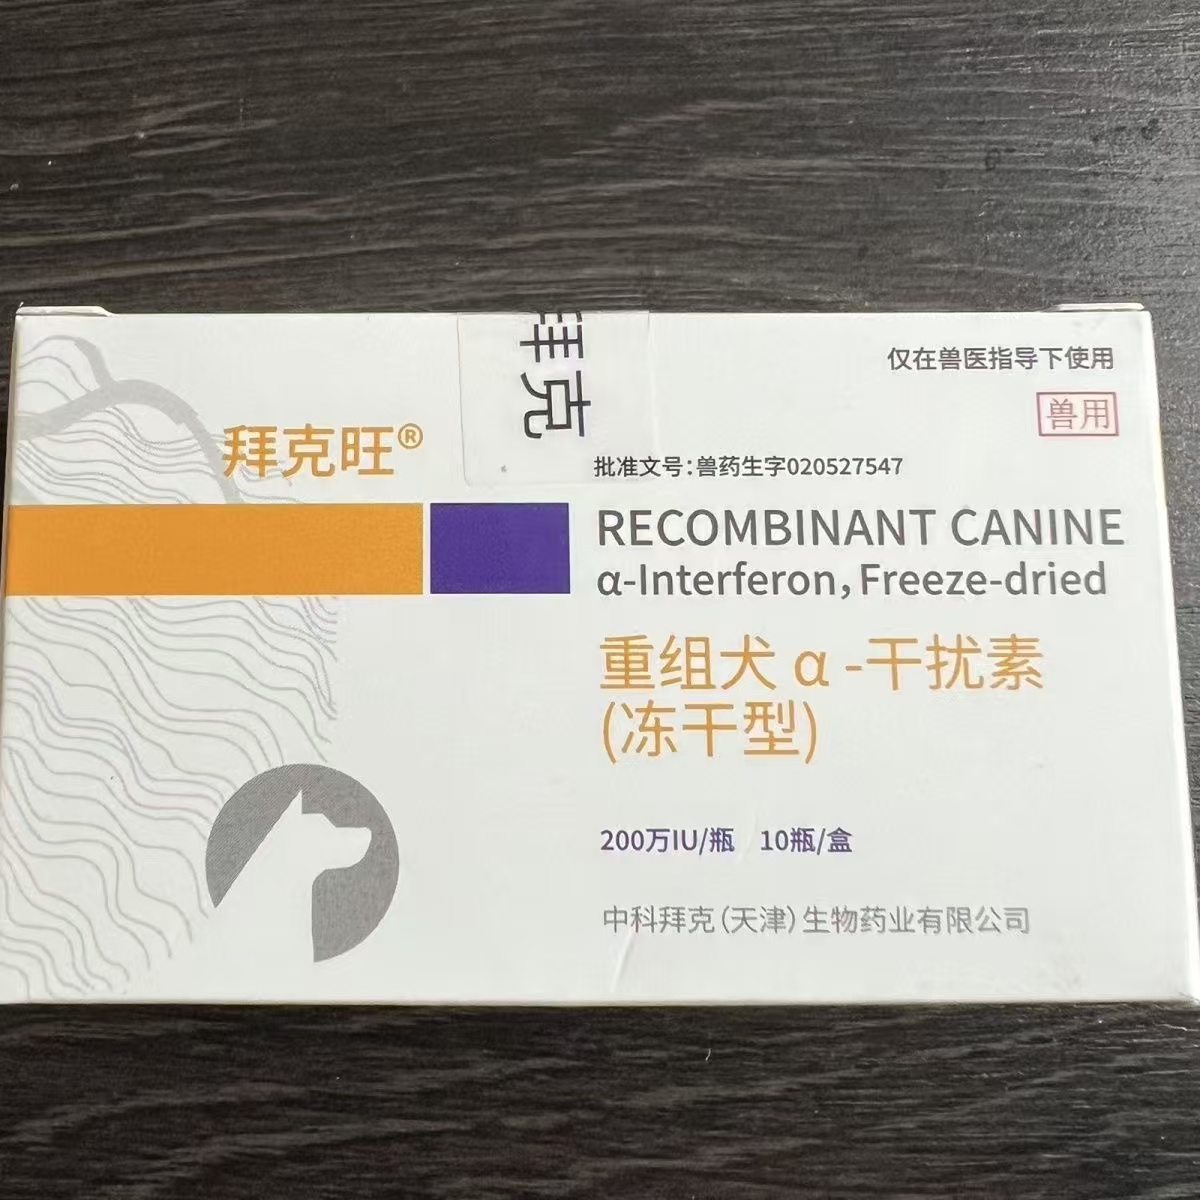 拜克
仅在兽医指导下使用
兽用
拜克旺®
批准文号：兽药生字020527547
RECOMBINANT CANINE
α-Interferon, Freeze-dried
重组犬 α -干扰素
(冻干型)
200万IU/瓶 10瓶/盒
中科拜克（天津）生物药业有限公司